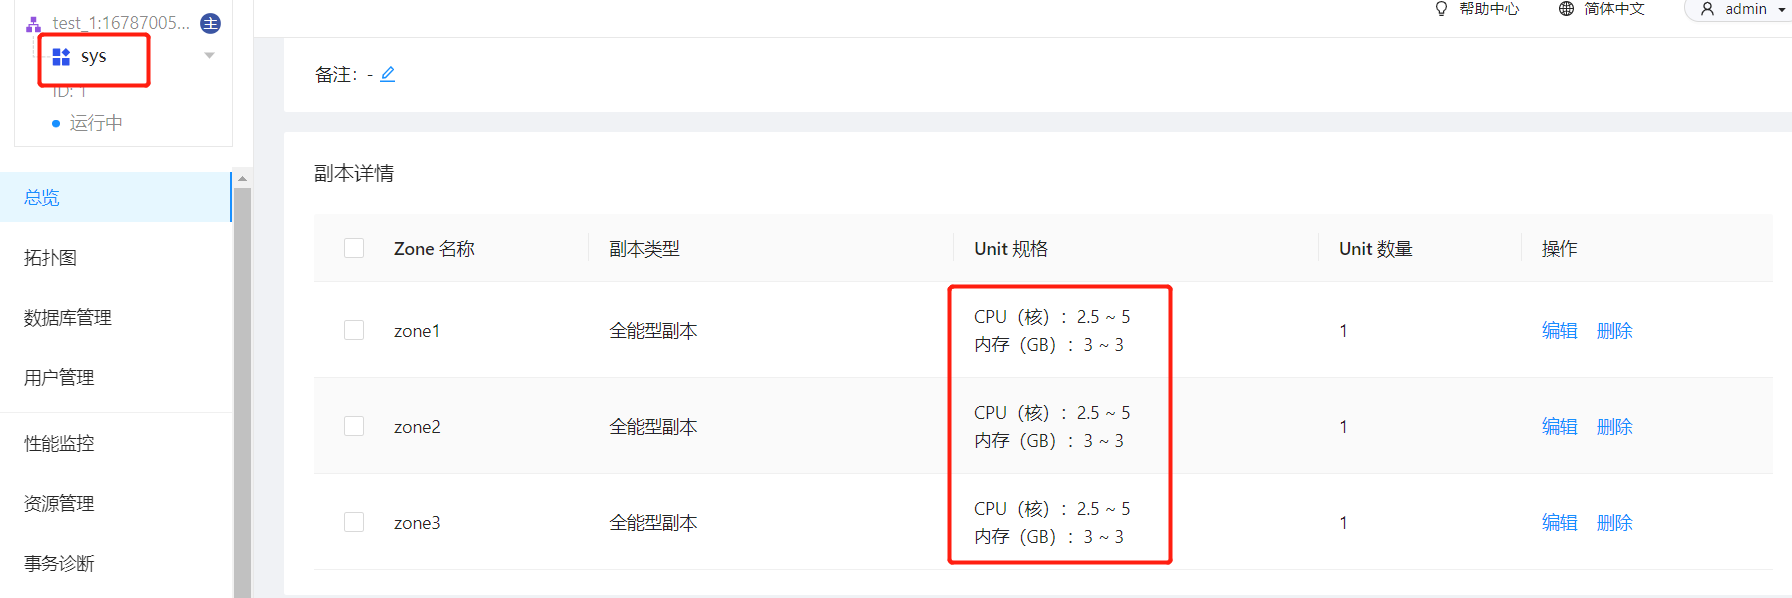 帮助中心 简体中文 admin
test_1:16787005... 主
sys
ID: 1
运行中
备注: -
总览
拓扑图
数据库管理
用户管理
性能监控
资源管理
事务诊断
副本详情
Zone 名称 副本类型 Unit 规格 Unit 数量 操作
zone1 全能型副本 CPU（核）: 2.5 ~ 5 1 编辑 删除
内存（GB）: 3 ~ 3
zone2 全能型副本 CPU（核）: 2.5 ~ 5 1 编辑 删除
内存（GB）: 3 ~ 3
zone3 全能型副本 CPU（核）: 2.5 ~ 5 1 编辑 删除
内存（GB）: 3 ~ 3